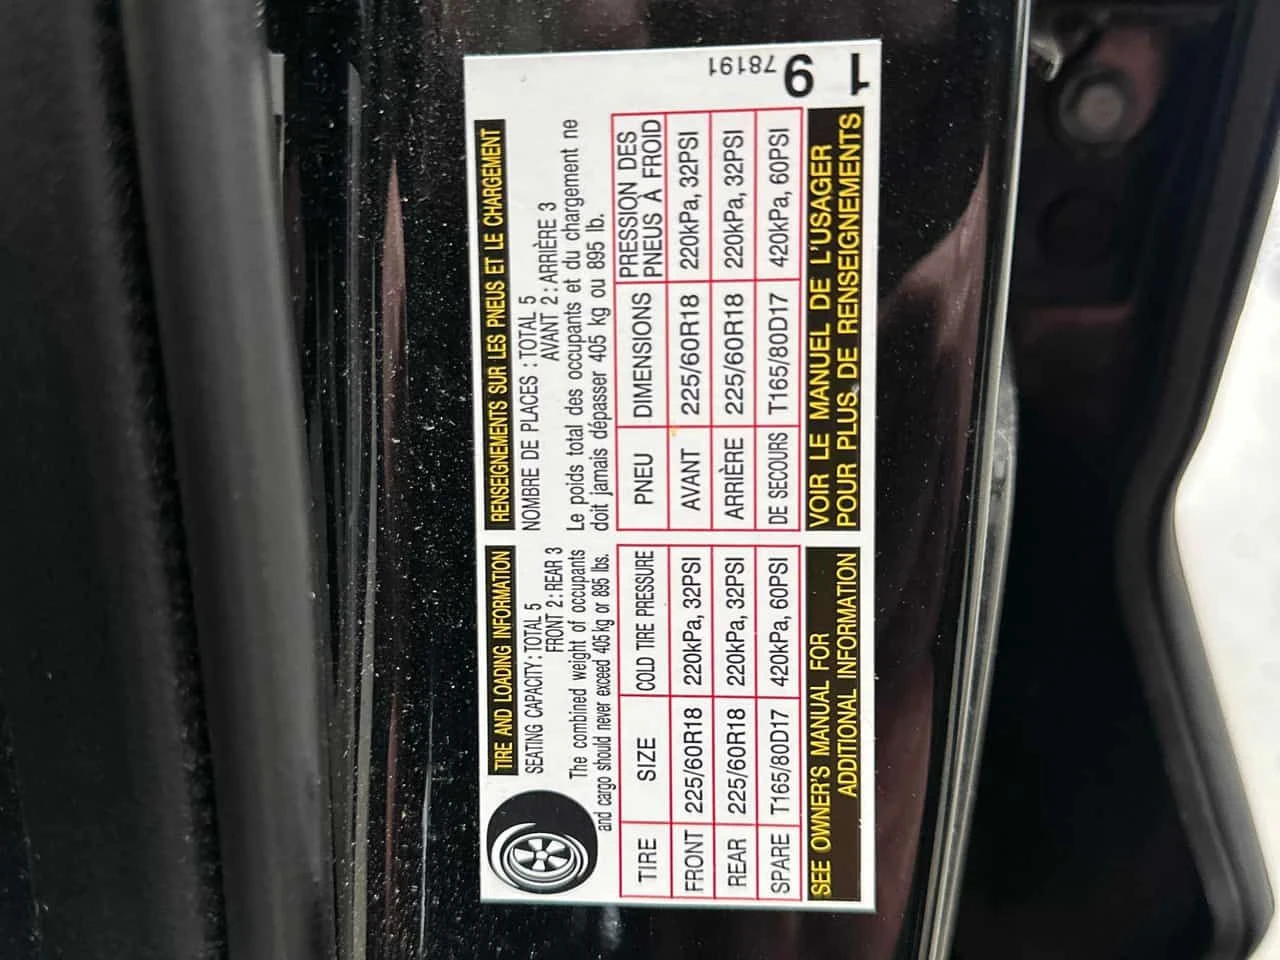 TIRE AND LOADING INFORMATION
SEATING CAPACITY : TOTAL 5
FRONT 2 : REAR 3
The combined weight of occupants
and cargo should never exceed 405 kg or 895 lbs.
TIRE SIZE COLD TIRE PRESSURE
FRONT 225/60R18 220kPa, 32PSI
REAR 225/60R18 220kPa, 32PSI
SPARE T165/80D17 420kPa, 60PSI
SEE OWNER'S MANUAL FOR
ADDITIONAL INFORMATION
RENSEIGNEMENTS SUR LES PNEUS ET LE CHARGEMENT
NOMBRE DE PLACES : TOTAL 5
AVANT 2 : ARRIÈRE 3
Le poids total des occupants et du chargement ne
doit jamais dépasser 405 kg ou 895 lb.
PNEU DIMENSIONS PRESSION DES
PNEUS À FROID
AVANT 225/60R18 220kPa, 32PSI
ARRIÈRE 225/60R18 220kPa, 32PSI
DE SECOURS T165/80D17 420kPa, 60PSI
VOIR LE MANUEL DE L'USAGER
POUR PLUS DE RENSEIGNEMENTS
1
9
78191